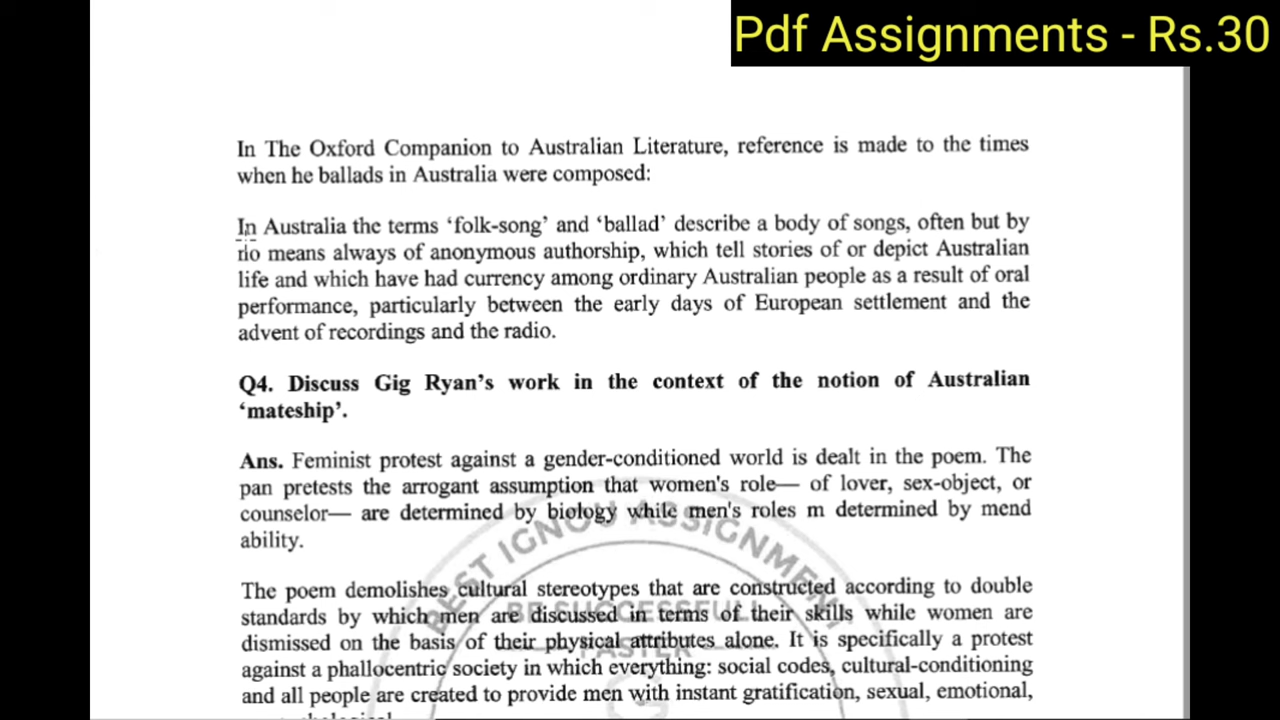 Pdf Assignments - Rs.30
In The Oxford Companion to Australian Literature, reference is made to the times
when he ballads in Australia were composed:
In Australia the terms ‘folk-song’ and ‘ballad’ describe a body of songs, often but by
rio means always of anonymous authorship, which tell stories of or depict Australian
life and which have had currency among ordinary Australian people as a result of oral
performance, particularly between the early days of European settlement and the
advent of recordings and the radio.
Q4. Discuss Gig Ryan’s work in the context of the notion of Australian
‘mateship’.
Ans. Feminist protest against a gender-conditioned world is dealt in the poem. The
pan pretests the arrogant assumption that women's role— of lover, sex-object, or
counselor— are determined by biology while men's roles m determined by mend
ability.
The poem demolishes cultural stereotypes that are constructed according to double
standards by which men are discussed in terms of their skills while women are
dismissed on the basis of their physical attributes alone. It is specifically a protest
against a phallocentric society in which everything: social codes, cultural-conditioning
and all people are created to provide men with instant gratification, sexual, emotional,
BEST IGNOU ASSIGNMENT
BE SUCCESSFULL
FASTER